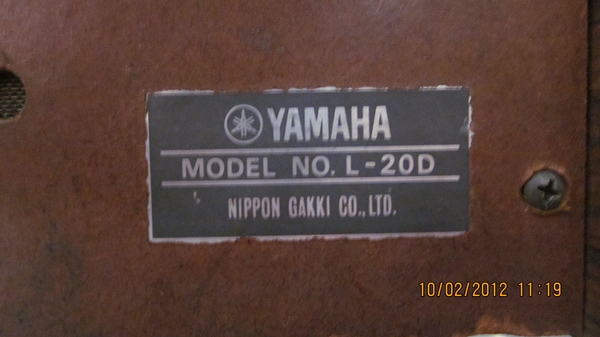 YAMAHA
MODEL NO. L-20D
NIPPON GAKKI CO., LTD.
10/02/2012 11:19